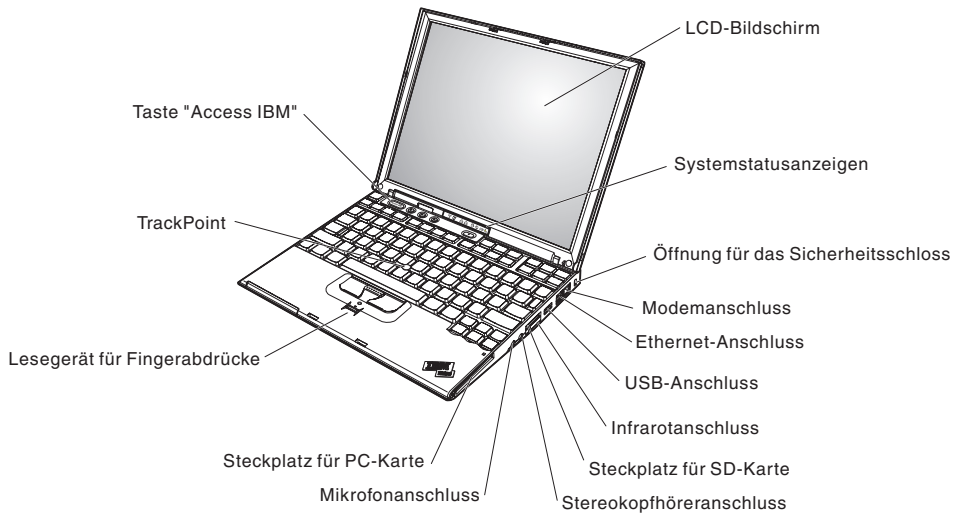 LCD-Bildschirm
Taste "Access IBM"
Systemstatusanzeigen
TrackPoint
Öffnung für das Sicherheitsschloss
Modemanschluss
Ethernet-Anschluss
Lesegerät für Fingerabdrücke
USB-Anschluss
Infrarotanschluss
Steckplatz für PC-Karte
Steckplatz für SD-Karte
Mikrofonanschluss
Stereokopfhöreranschluss